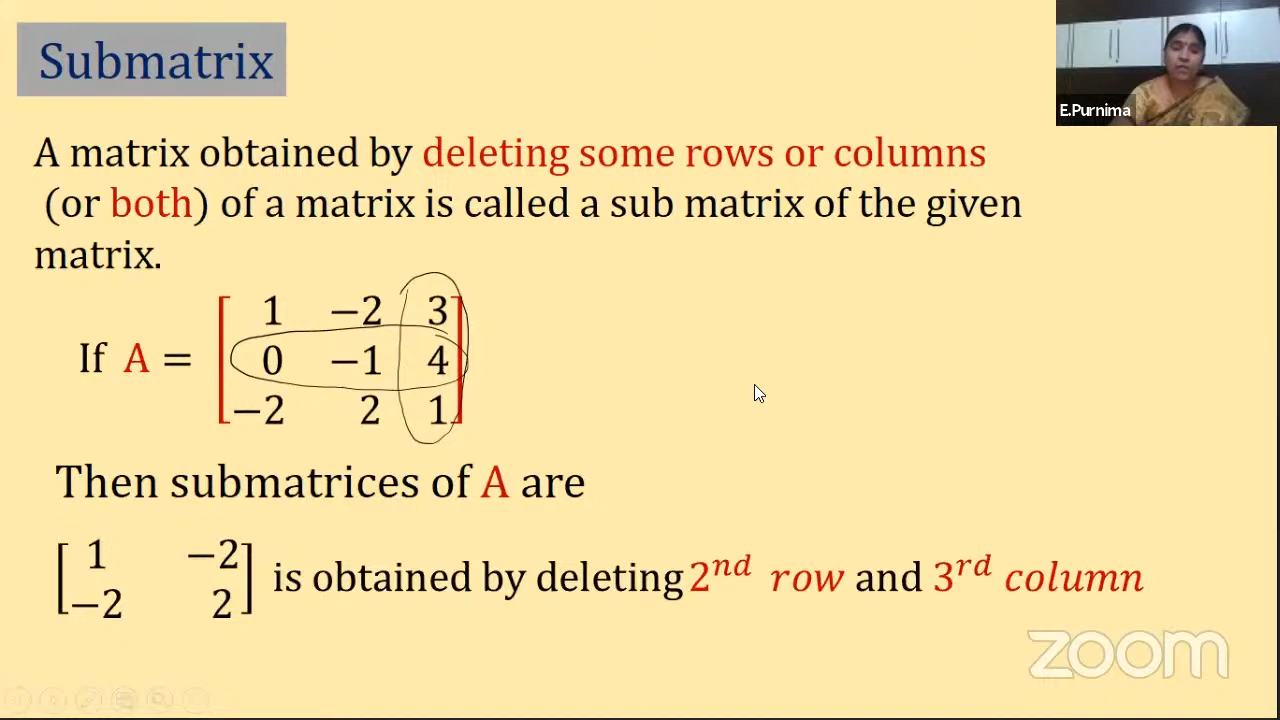 Submatrix
E.Purnima
A matrix obtained by deleting some rows or columns
(or both) of a matrix is called a sub matrix of the given
matrix.
1 −2 3
If A = 0 −1 4
−2 2 1
Then submatrices of A are
1 −2
−2 2
is obtained by deleting 2nd row and 3rd column
zoom